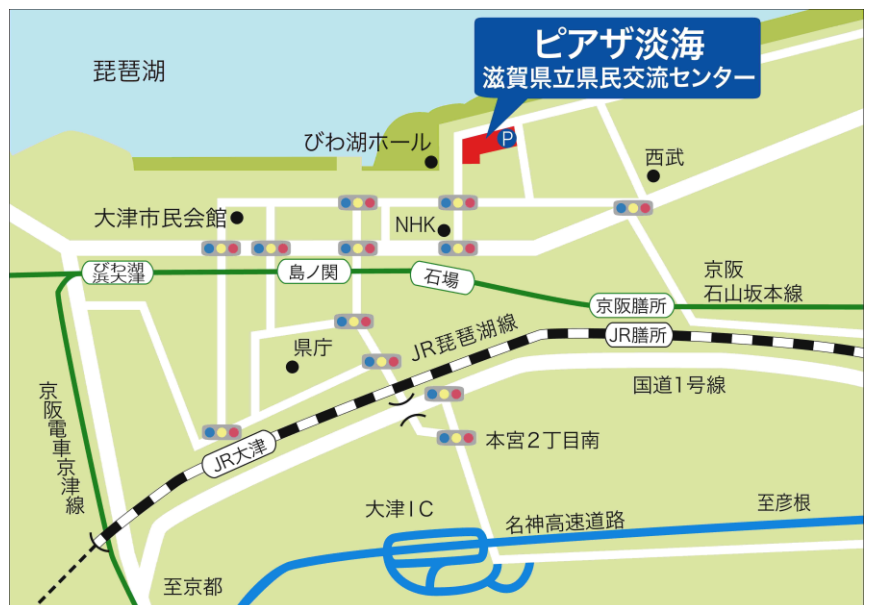 ピアザ淡海
滋賀県立県民交流センター
琵琶湖
P
びわ湖ホール
西武
大津市民会館
NHK
びわ湖
浜大津
島ノ関
石場
京阪
石山坂本線
京阪膳所
JR膳所
JR琵琶湖線
県庁
国道1号線
京阪電車京津線
JR大津
本宮2丁目南
大津IC
名神高速道路
至彦根
至京都